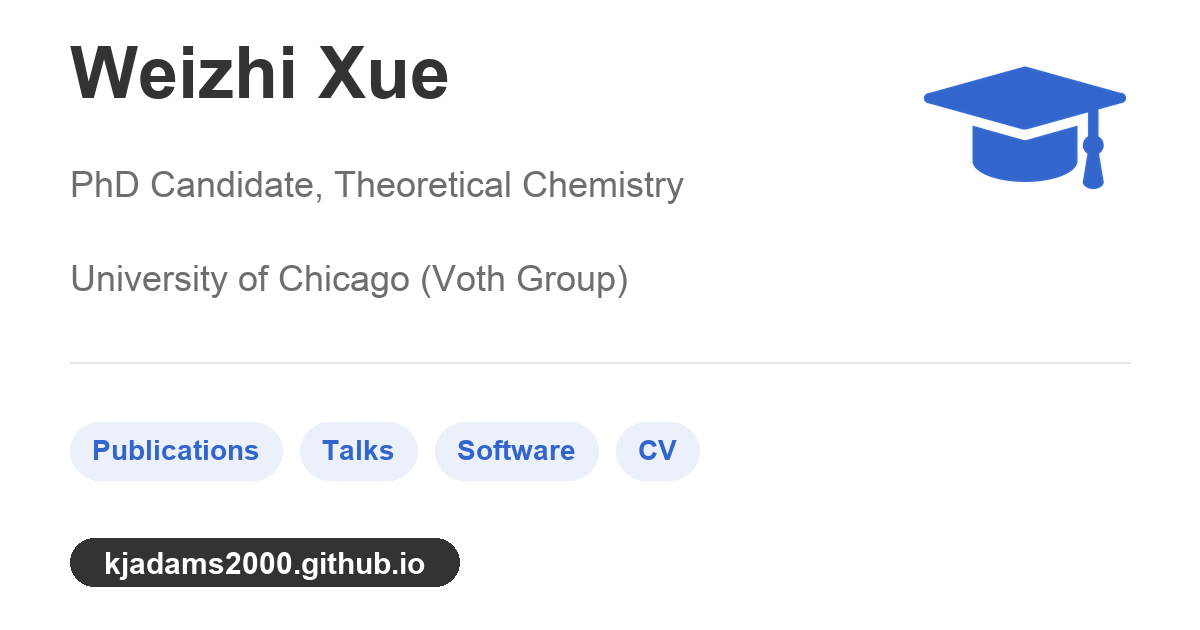 Weizhi Xue
PhD Candidate, Theoretical Chemistry
University of Chicago (Voth Group)
Publications Talks Software CV
kjadams2000.github.io